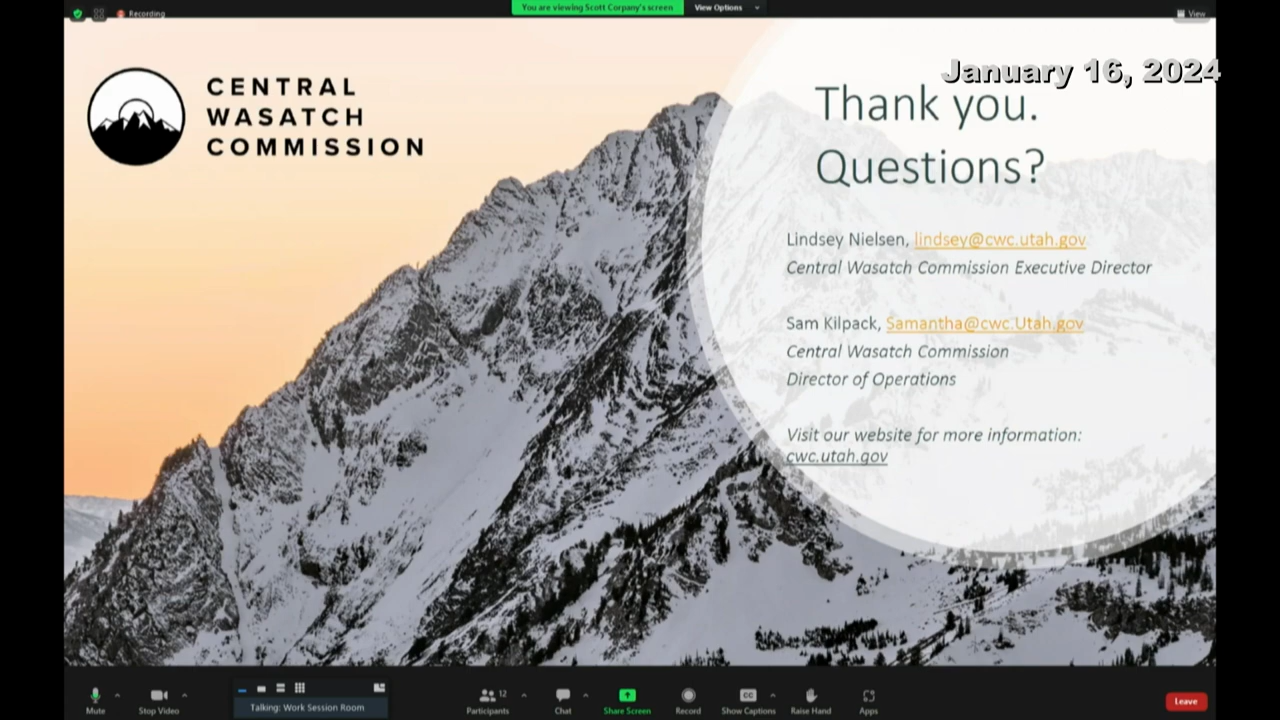 Recording
You are viewing Scott Corpany's screen
View Options
View
January 16, 2024
CENTRAL
WASATCH
COMMISSION
Thank you.
Questions?
Lindsey Nielsen, lindsey@cwc.utah.gov
Central Wasatch Commission Executive Director
Sam Kilpack, Samantha@cwc.Utah.gov
Central Wasatch Commission
Director of Operations
Visit our website for more information:
cwc.utah.gov
Mute
Stop Video
Talking: Work Session Room
12
Participants
Chat
Share Screen
Record
CC
Show Captions
Raise Hand
Apps
Leave